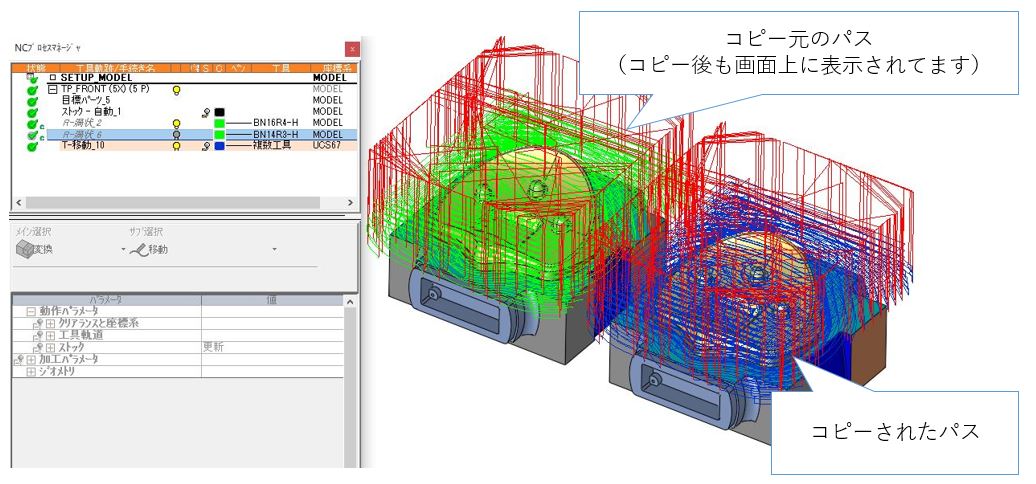 コピー元のパス
（コピー後も画面上に表示されてます）
NCﾌﾟﾛｾｽﾏﾈｰｼﾞｬ
状態 工具軌跡/手続き名 S C ﾍﾟﾝ 工具 座標系
SETUP_MODEL MODEL
TP_FRONT (5X) (5 P) MODEL
目標ﾊﾟｰﾂ_5 MODEL
ｽﾄｯｸ - 自動_1 MODEL
R-渦状_2 BN16R4-H MODEL
R-渦状_6 BN14R3-H MODEL
T-移動_10 複数工具 UCS67
ﾒｲﾝ選択 ｻﾌﾞ選択
変換 移動
ﾊﾟﾗﾒｰﾀ 値
動作ﾊﾟﾗﾒｰﾀ
ｸﾘｱﾗﾝｽと座標系
工具軌道
ｽﾄｯｸ 更新
加工ﾊﾟﾗﾒｰﾀ
ｼﾞｵﾒﾄﾘ
コピーされたパス